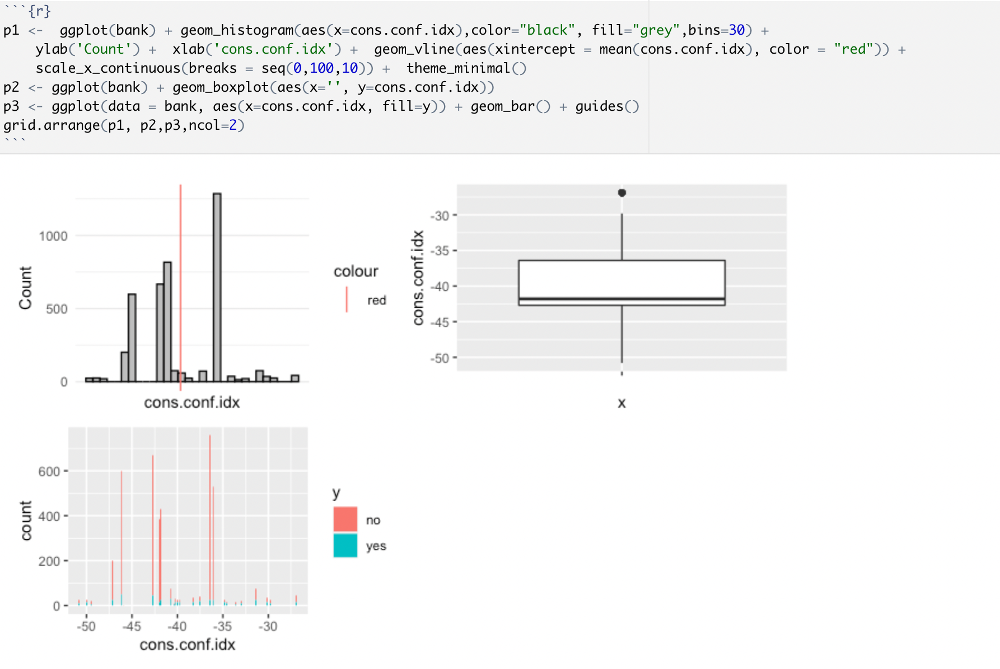 ```{r}
p1 <-  ggplot(bank) + geom_histogram(aes(x=cons.conf.idx),color="black", fill="grey",bins=30) +
    ylab('Count') +  xlab('cons.conf.idx') +  geom_vline(aes(xintercept = mean(cons.conf.idx), color = "red")) +
    scale_x_continuous(breaks = seq(0,100,10)) +  theme_minimal()
p2 <- ggplot(bank) + geom_boxplot(aes(x='', y=cons.conf.idx))
p3 <- ggplot(data = bank, aes(x=cons.conf.idx, fill=y)) + geom_bar() + guides()
grid.arrange(p1, p2,p3,ncol=2)
```
Count
1000
500
0
cons.conf.idx
colour
red
cons.conf.idx
-30
-35
-40
-45
-50
x
count
600
400
200
0
-50 -45 -40 -35 -30
cons.conf.idx
y
no
yes